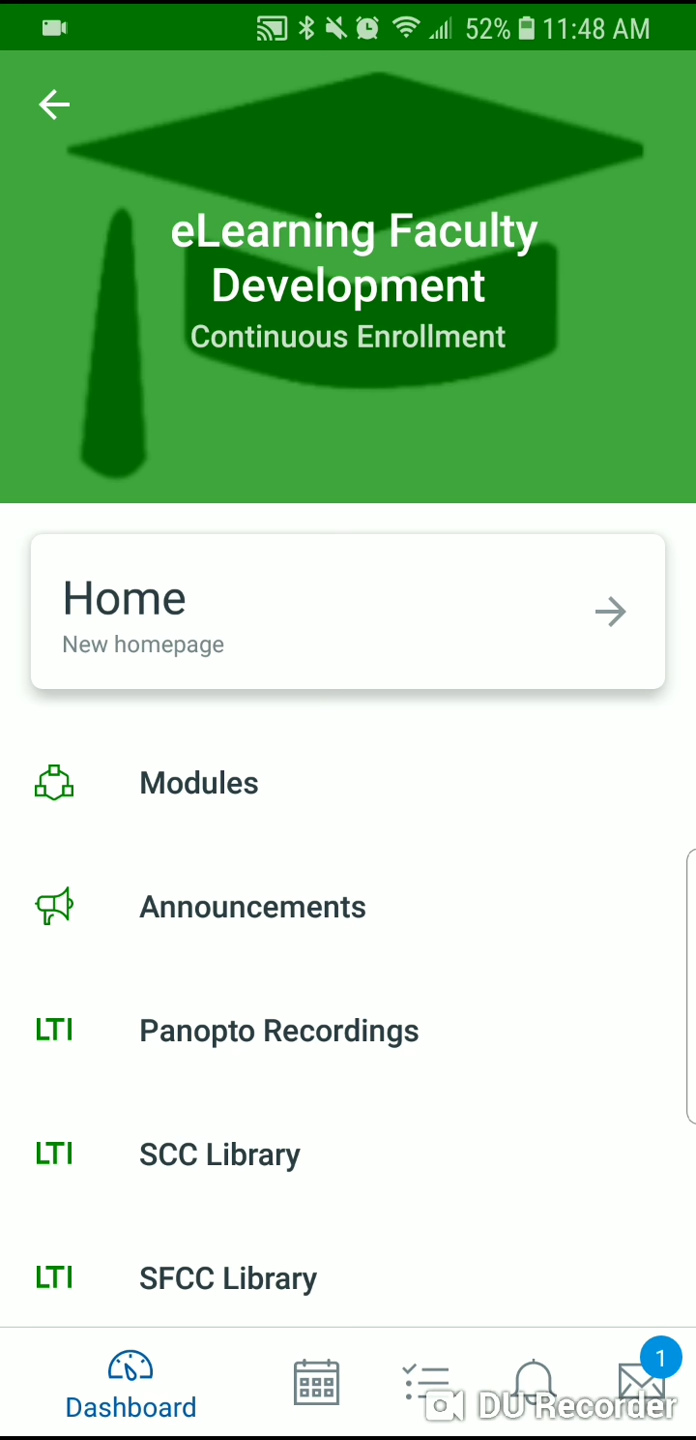 52% 11:48 AM
eLearning Faculty
Development
Continuous Enrollment
Home
New homepage
Modules
Announcements
LTI Panopto Recordings
LTI SCC Library
LTI SFCC Library
1
Dashboard
DU Recorder